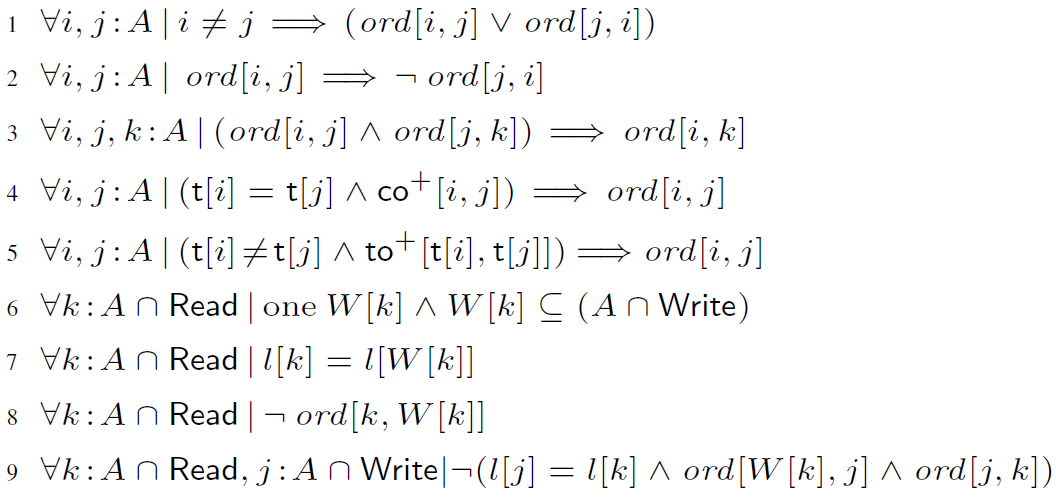 1 ∀i, j : A | i ≠ j ⟹ (ord[i, j] ∨ ord[j, i])
2 ∀i, j : A | ord[i, j] ⟹ ¬ ord[j, i]
3 ∀i, j, k : A | (ord[i, j] ∧ ord[j, k]) ⟹ ord[i, k]
4 ∀i, j : A | (t[i] = t[j] ∧ co⁺[i, j]) ⟹ ord[i, j]
5 ∀i, j : A | (t[i] ≠ t[j] ∧ to⁺[t[i], t[j]]) ⟹ ord[i, j]
6 ∀k : A ∩ Read | one W[k] ∧ W[k] ⊆ (A ∩ Write)
7 ∀k : A ∩ Read | l[k] = l[W[k]]
8 ∀k : A ∩ Read | ¬ ord[k, W[k]]
9 ∀k : A ∩ Read, j : A ∩ Write|¬(l[j] = l[k] ∧ ord[W[k], j] ∧ ord[j, k])